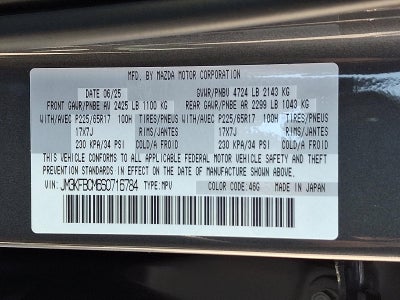 MFD. BY MAZDA MOTOR CORPORATION
DATE 06/25 GVWR/PNBV 4724 LB 2143 KG
FRONT GAWR/PNBE AV 2425 LB 1100 KG REAR GAWR/PNBE AR 2299 LB 1043 KG
WITH/AVEC P225/65R17 100H TIRES/PNEUS WITH/AVEC P225/65R17 100H TIRES/PNEUS
17X7J RIMS/JANTES 17X7J RIMS/JANTES
230 KPA/34 PSI COLD/A FROID 230 KPA/34 PSI COLD/A FROID
THIS VEHICLE CONFORMS TO ALL APPLICABLE FEDERAL MOTOR VEHICLE SAFETY, BUMPER, AND THEFT
PREVENTION STANDARDS IN EFFECT ON THE DATE OF MANUFACTURE SHOWN ABOVE.
VIN: JM3KFBCM6S0716784 TYPE:MPV COLOR CODE:46G MADE IN JAPAN